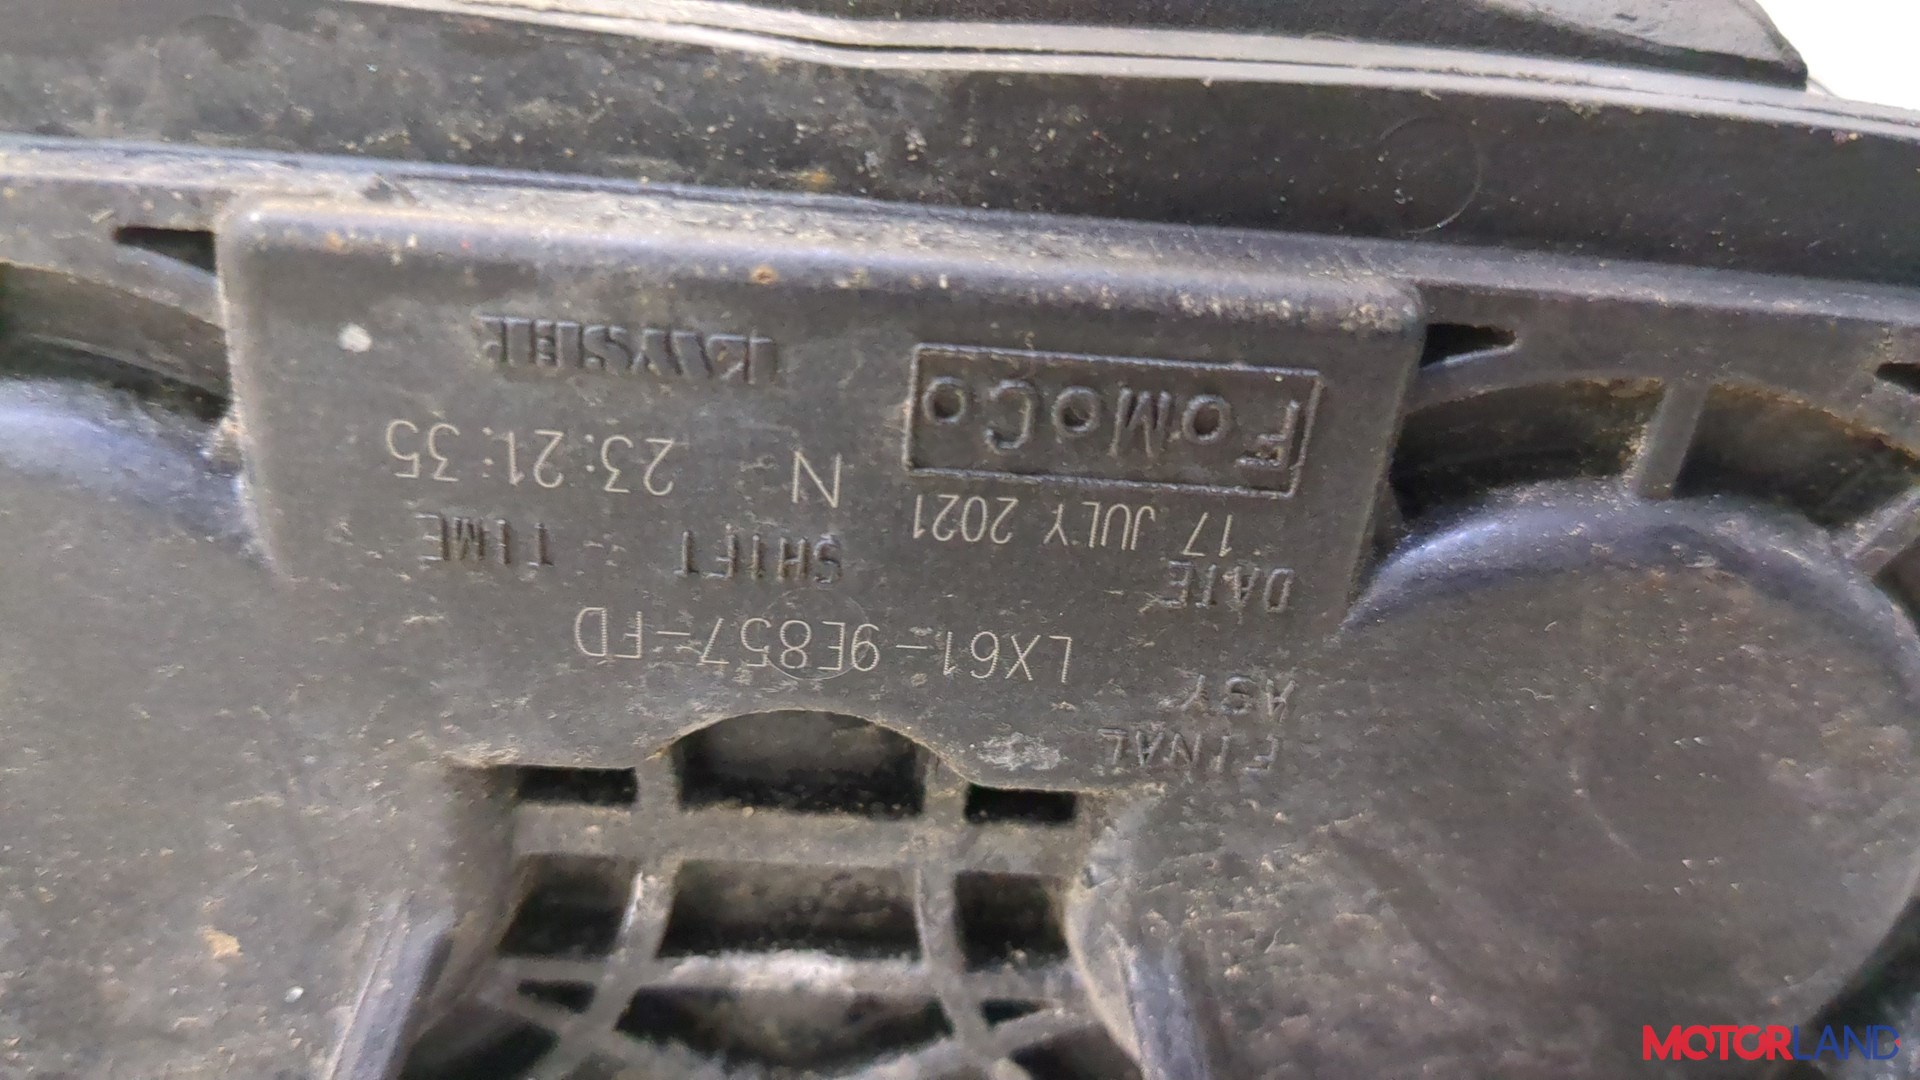 FINAL
ASY LX61-9E857-FD
DATE SHIFT TIME
17 JULY 2021 N 23:21:35
FoMoCo KAYSER
MOTORLAND